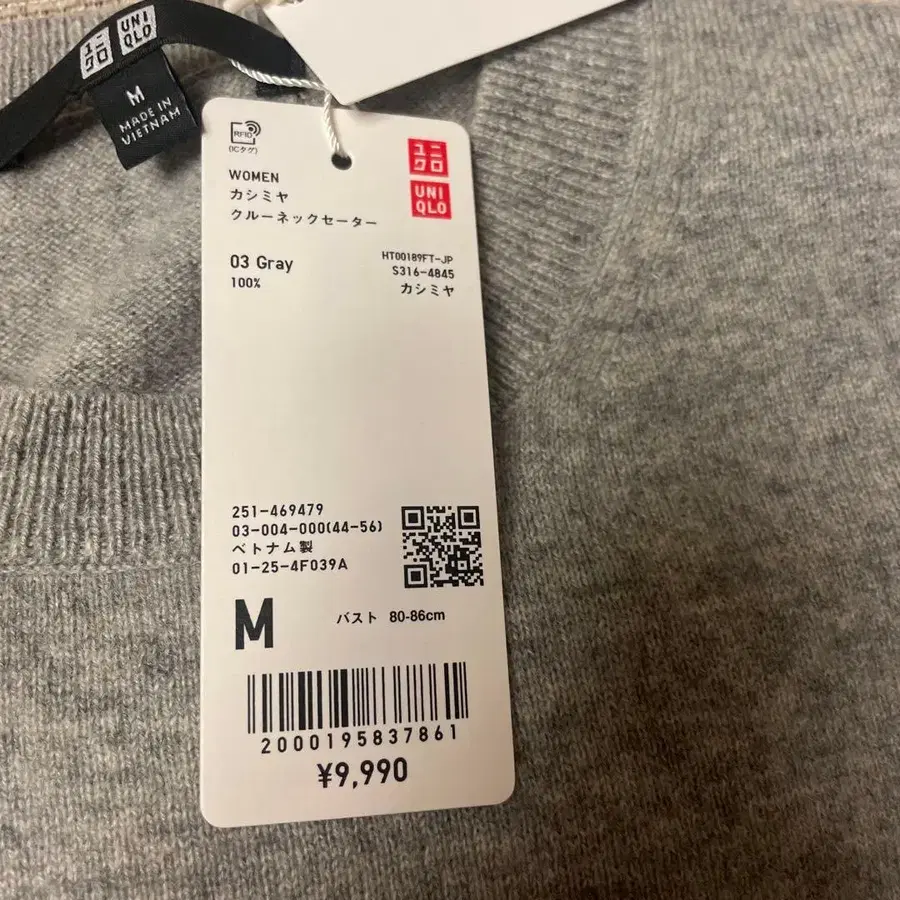 ユニ
クロ
UNI
QLO
M
MADE IN
VIETNAM
RFID
(ICタグ)
ユニ
クロ
UNI
QLO
WOMEN
カシミヤ
クルーネックセーター
03 Gray
100%
HT00189FT-JP
S316-4845
カシミヤ
251-469479
03-004-000(44-56)
ベトナム製
01-25-4F039A
M
バスト 80-86cm
2000195837861
¥9,990